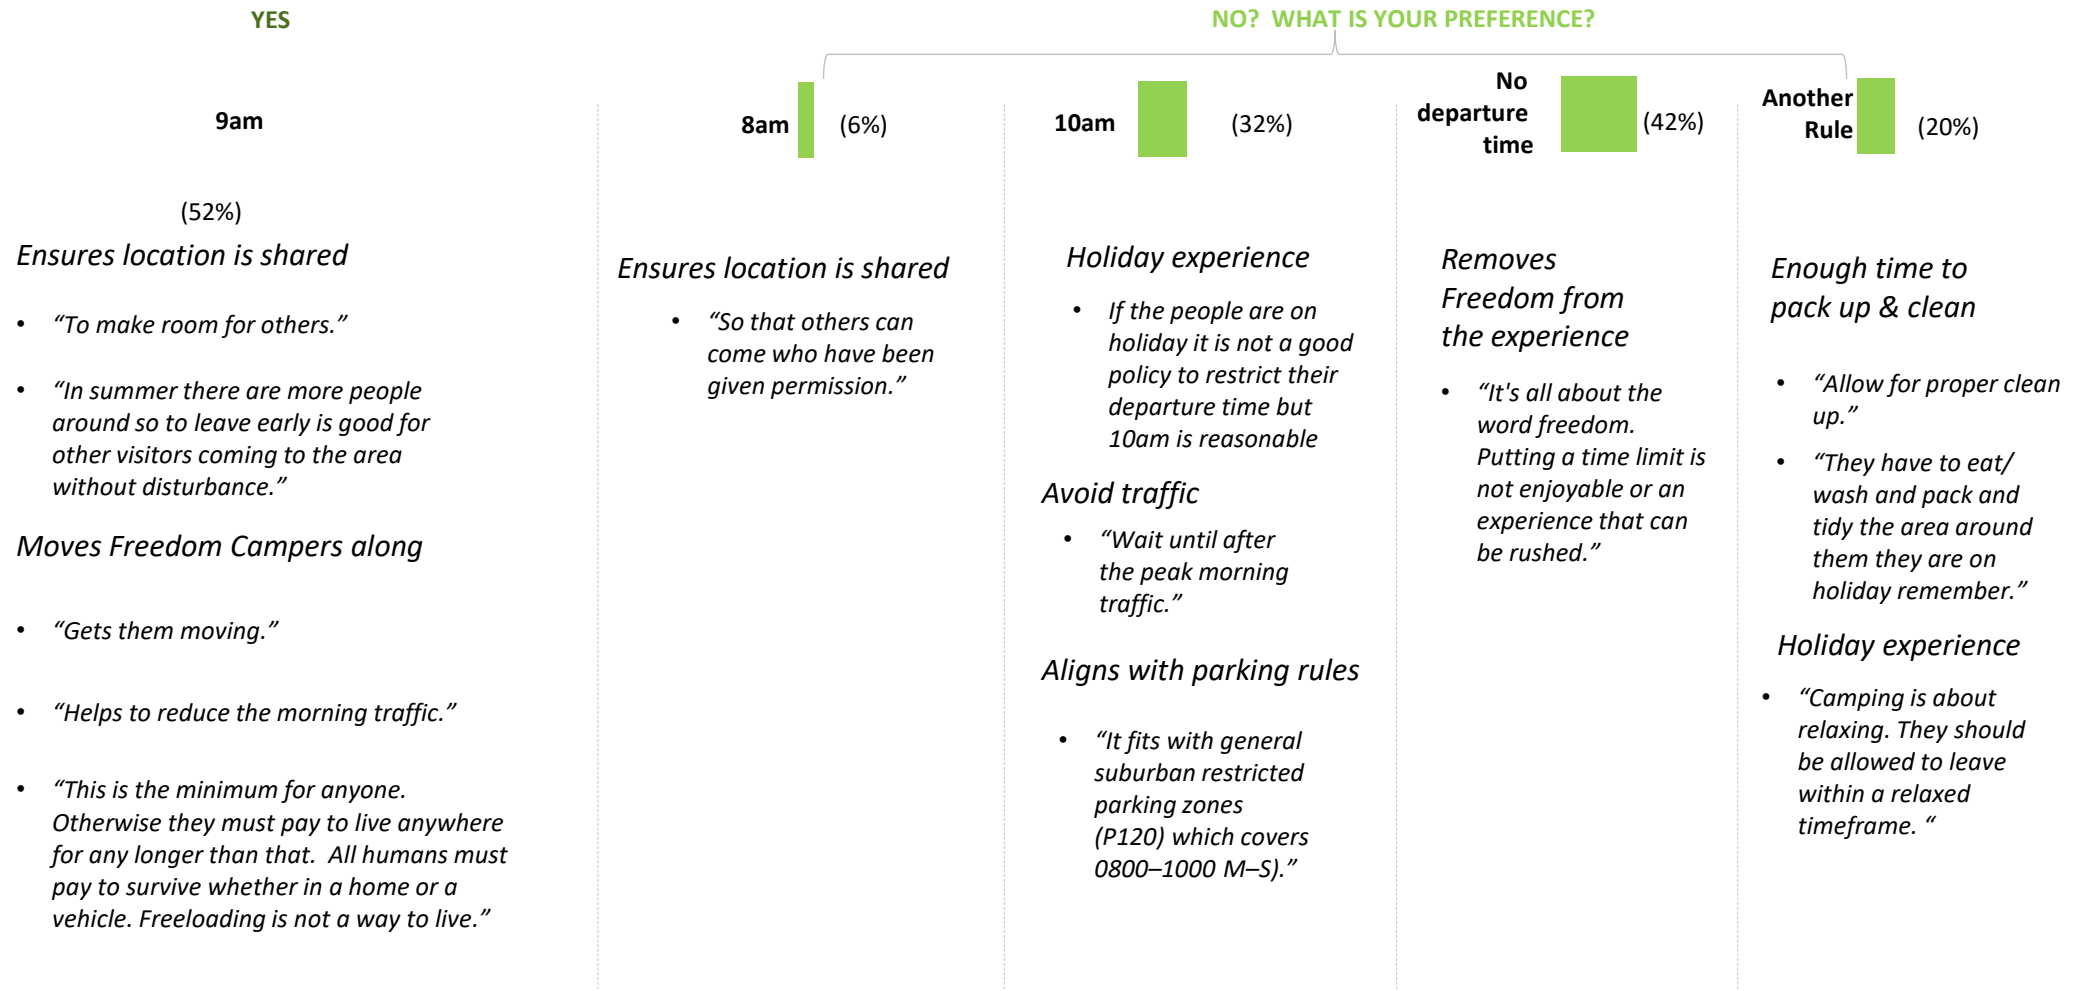 YES
NO?  WHAT IS YOUR PREFERENCE?
9am
(52%)
Ensures location is shared
• “To make room for others.”
• “In summer there are more people
around so to leave early is good for
other visitors coming to the area
without disturbance.”
Moves Freedom Campers along
• “Gets them moving.”
• “Helps to reduce the morning traffic.”
• “This is the minimum for anyone.
Otherwise they must pay to live anywhere
for any longer than that.  All humans must
pay to survive whether in a home or a
vehicle. Freeloading is not a way to live.”
8am (6%)
Ensures location is shared
• “So that others can
come who have been
given permission.”
10am (32%)
Holiday experience
• If the people are on
holiday it is not a good
policy to restrict their
departure time but
10am is reasonable
Avoid traffic
• “Wait until after
the peak morning
traffic.”
Aligns with parking rules
• “It fits with general
suburban restricted
parking zones
(P120) which covers
0800–1000 M–S).”
No
departure
time
(42%)
Removes
Freedom from
the experience
• “It's all about the
word freedom.
Putting a time limit is
not enjoyable or an
experience that can
be rushed.”
Another
Rule
(20%)
Enough time to
pack up & clean
• “Allow for proper clean
up.”
• “They have to eat/
wash and pack and
tidy the area around
them they are on
holiday remember.”
Holiday experience
• “Camping is about
relaxing. They should
be allowed to leave
within a relaxed
timeframe. “